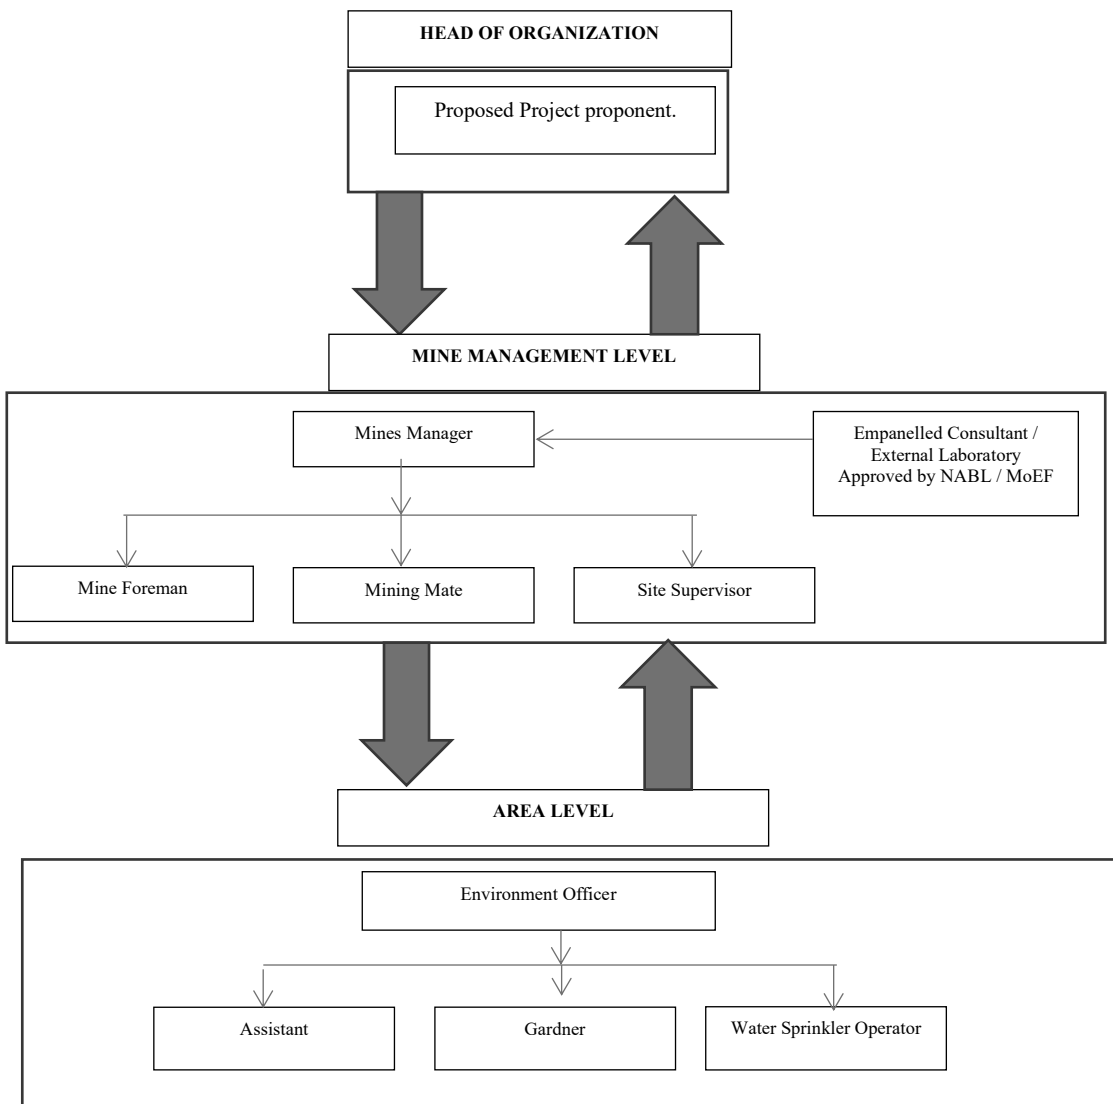 HEAD OF ORGANIZATION
Proposed Project proponent.
MINE MANAGEMENT LEVEL
Mines Manager
Empanelled Consultant /
External Laboratory
Approved by NABL / MoEF
Mine Foreman
Mining Mate
Site Supervisor
AREA LEVEL
Environment Officer
Assistant
Gardner
Water Sprinkler Operator